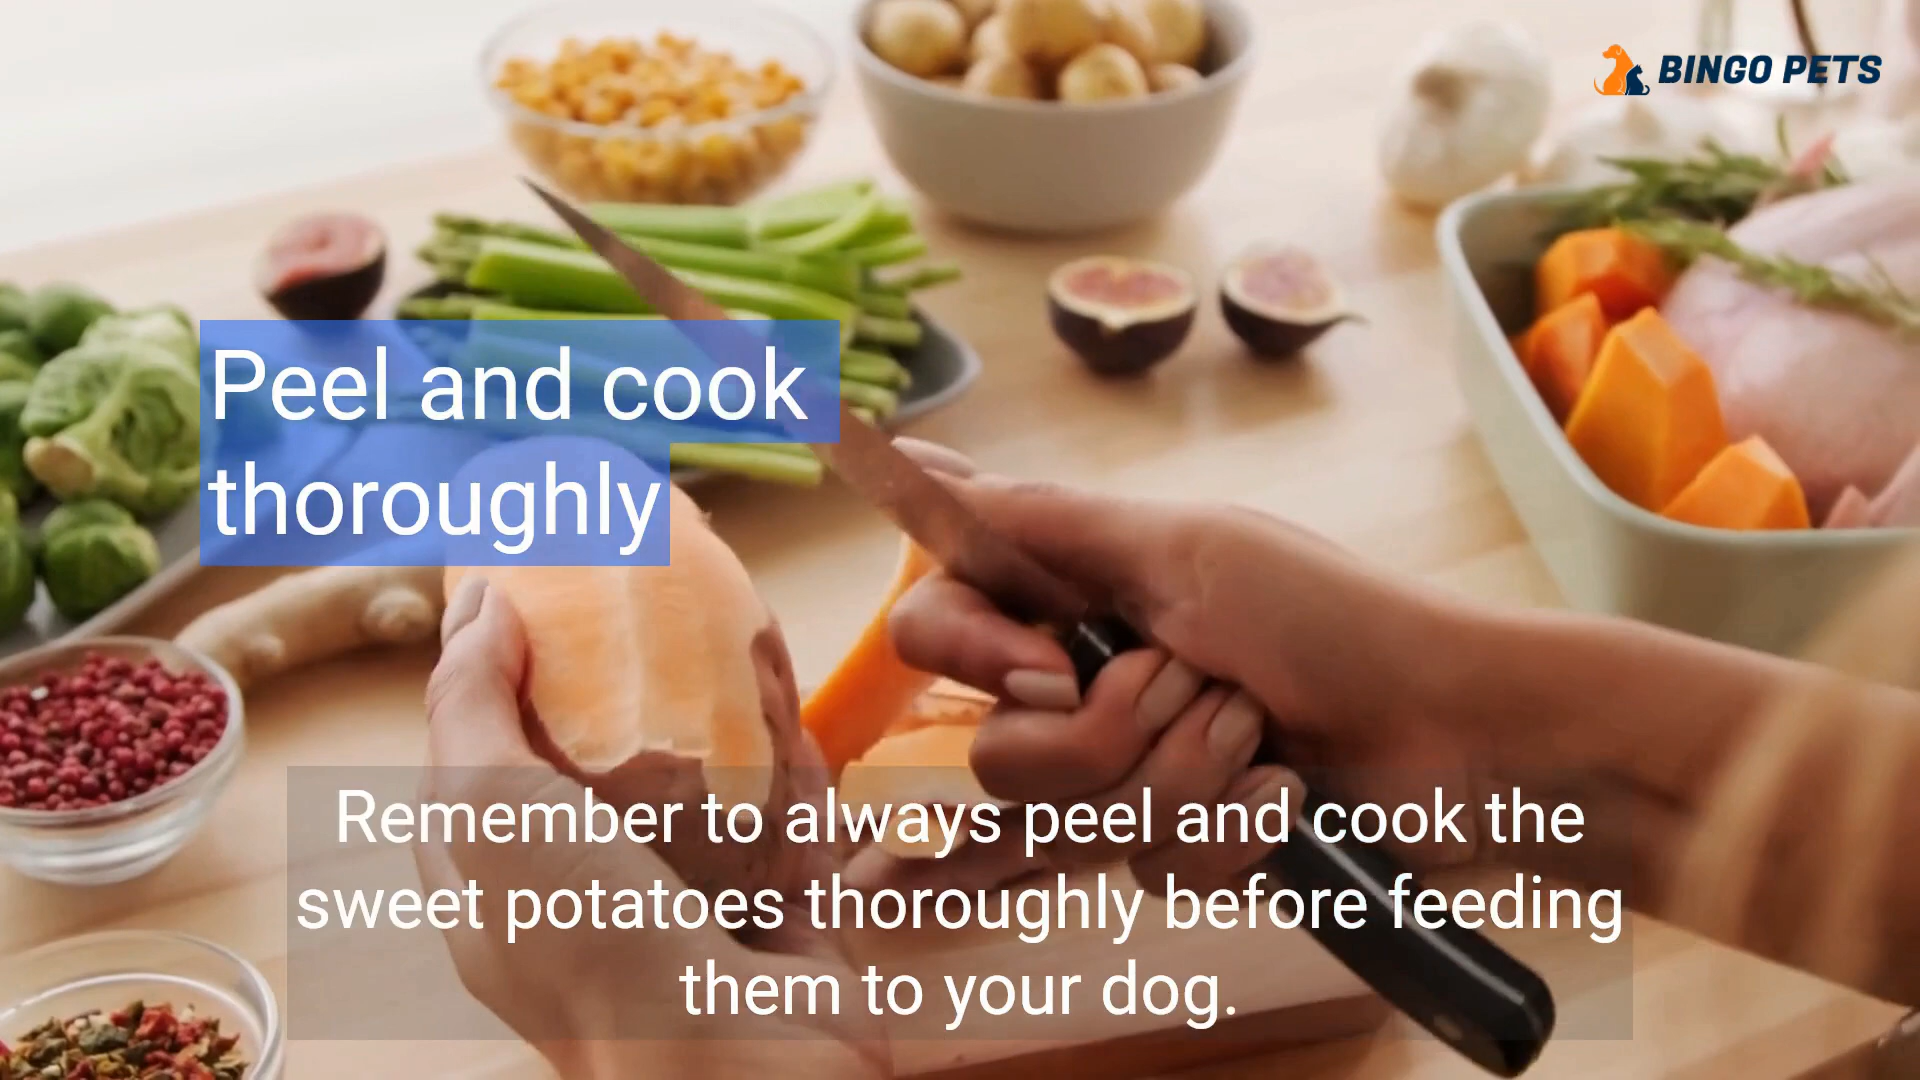 BINGO PETS
Peel and cook
thoroughly
Remember to always peel and cook the
sweet potatoes thoroughly before feeding
them to your dog.